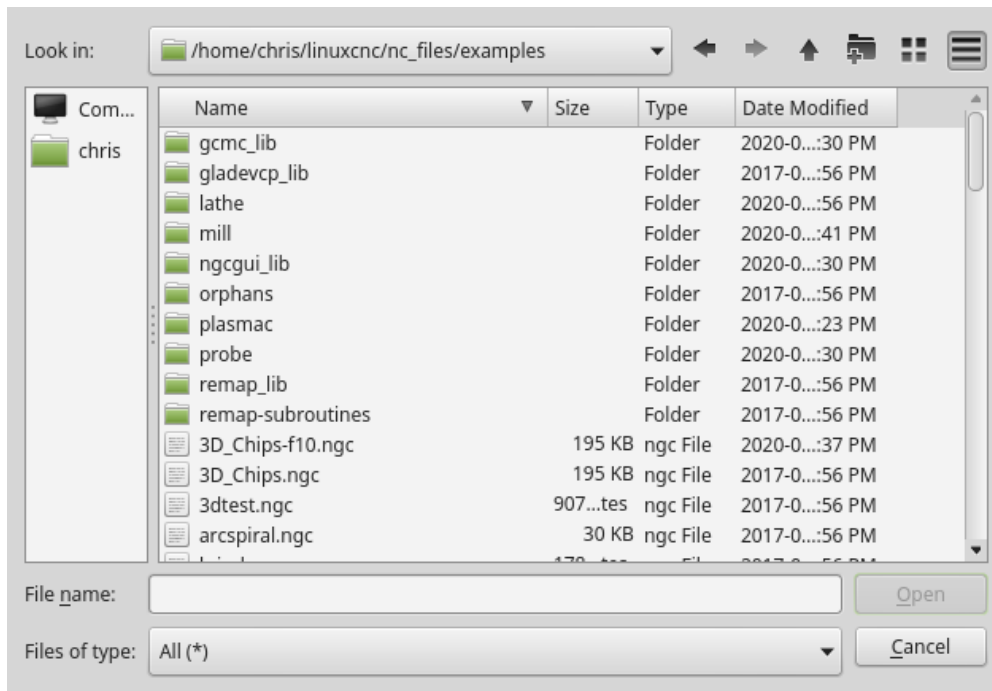 Look in: /home/chris/linuxcnc/nc_files/examples
Com...
chris
Name Size Type Date Modified
gcmc_lib Folder 2020-0...:30 PM
gladevcp_lib Folder 2017-0...:56 PM
lathe Folder 2020-0...:56 PM
mill Folder 2020-0...:41 PM
ngcgui_lib Folder 2020-0...:30 PM
orphans Folder 2017-0...:56 PM
plasmac Folder 2020-0...:23 PM
probe Folder 2020-0...:30 PM
remap_lib Folder 2017-0...:56 PM
remap-subroutines Folder 2017-0...:56 PM
3D_Chips-f10.ngc 195 KB ngc File 2020-0...:37 PM
3D_Chips.ngc 195 KB ngc File 2017-0...:56 PM
3dtest.ngc 907...tes ngc File 2017-0...:56 PM
arcspiral.ngc 30 KB ngc File 2017-0...:56 PM
File name: Open
Files of type: All (*) Cancel